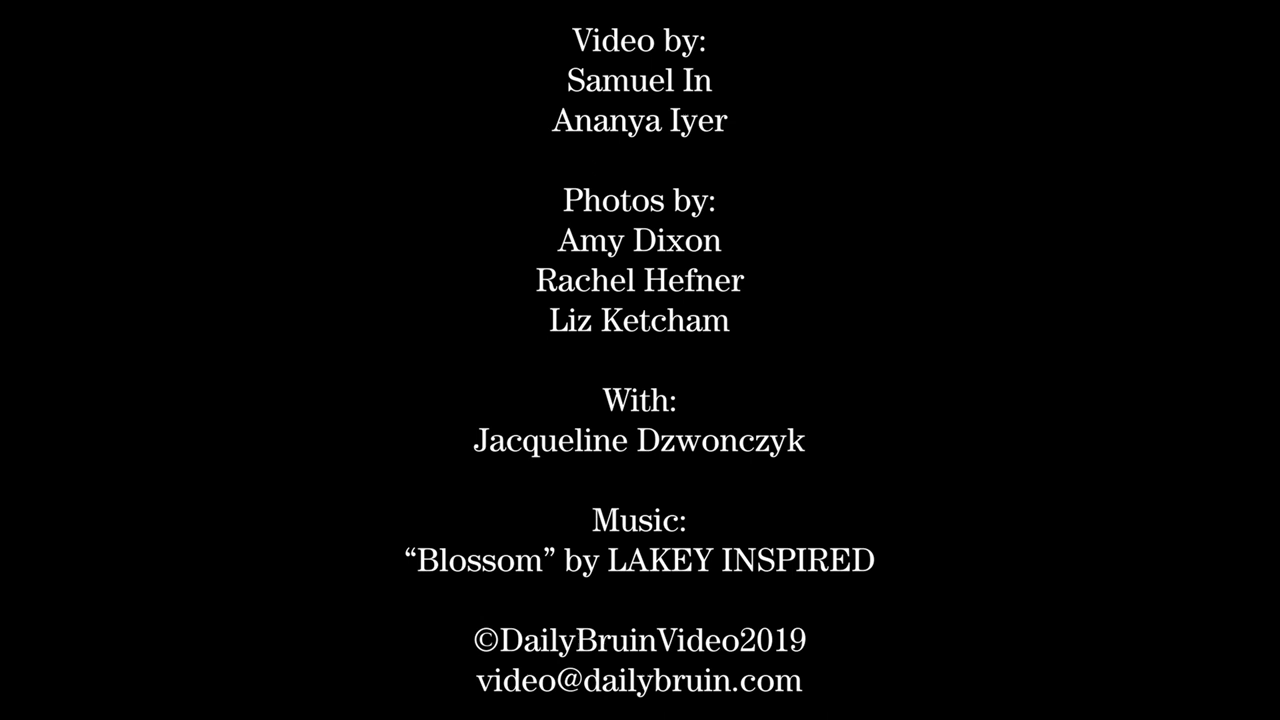 Video by:
Samuel In
Ananya Iyer
Photos by:
Amy Dixon
Rachel Hefner
Liz Ketcham
With:
Jacqueline Dzwonczyk
Music:
“Blossom” by LAKEY INSPIRED
©DailyBruinVideo2019
video@dailybruin.com